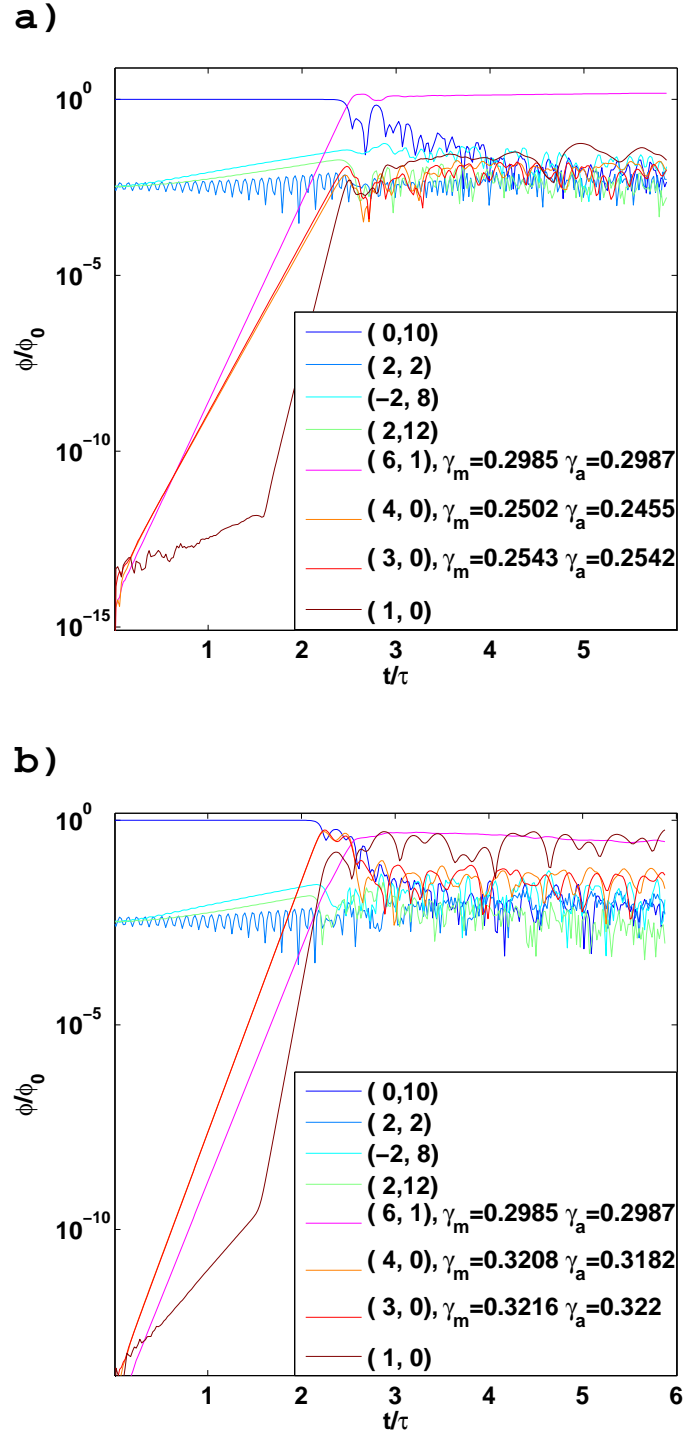 a)
10⁰
10⁻⁵
10⁻¹⁰
10⁻¹⁵
ϕ/ϕ₀
( 0,10)
( 2, 2)
(−2, 8)
( 2,12)
( 6, 1), γₘ=0.2985 γₐ=0.2987
( 4, 0), γₘ=0.2502 γₐ=0.2455
( 3, 0), γₘ=0.2543 γₐ=0.2542
( 1, 0)
1 2 3 4 5
t/τ
b)
10⁰
10⁻⁵
10⁻¹⁰
ϕ/ϕ₀
( 0,10)
( 2, 2)
(−2, 8)
( 2,12)
( 6, 1), γₘ=0.2985 γₐ=0.2987
( 4, 0), γₘ=0.3208 γₐ=0.3182
( 3, 0), γₘ=0.3216 γₐ=0.322
( 1, 0)
1 2 3 4 5 6
t/τ